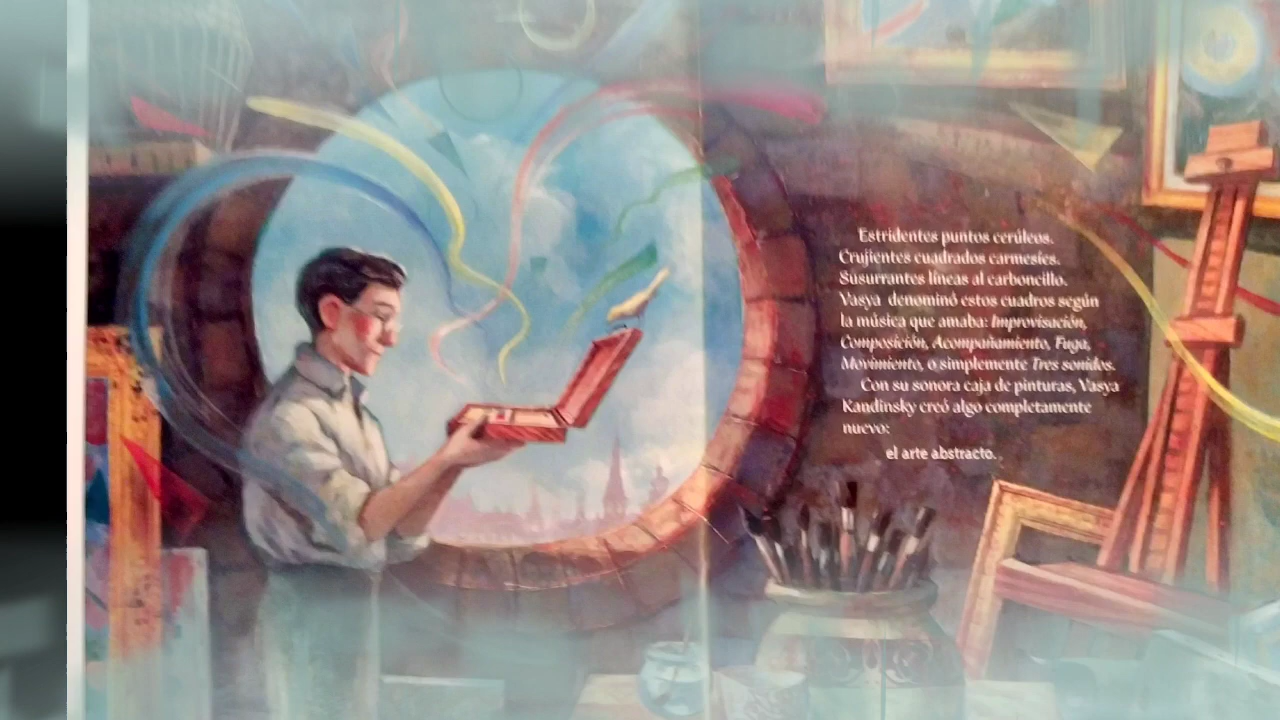 Estridentes puntos cerúleos.
Crujientes cuadrados carmesíes.
Susurrantes líneas al carboncillo.
Vasya denominó estos cuadros según
la música que amaba: Improvisación,
Composición, Acompañamiento, Fuga,
Movimiento, o simplemente Tres sonidos.
Con su sonora caja de pinturas, Vasya
Kandinsky creó algo completamente
nuevo:
el arte abstracto.